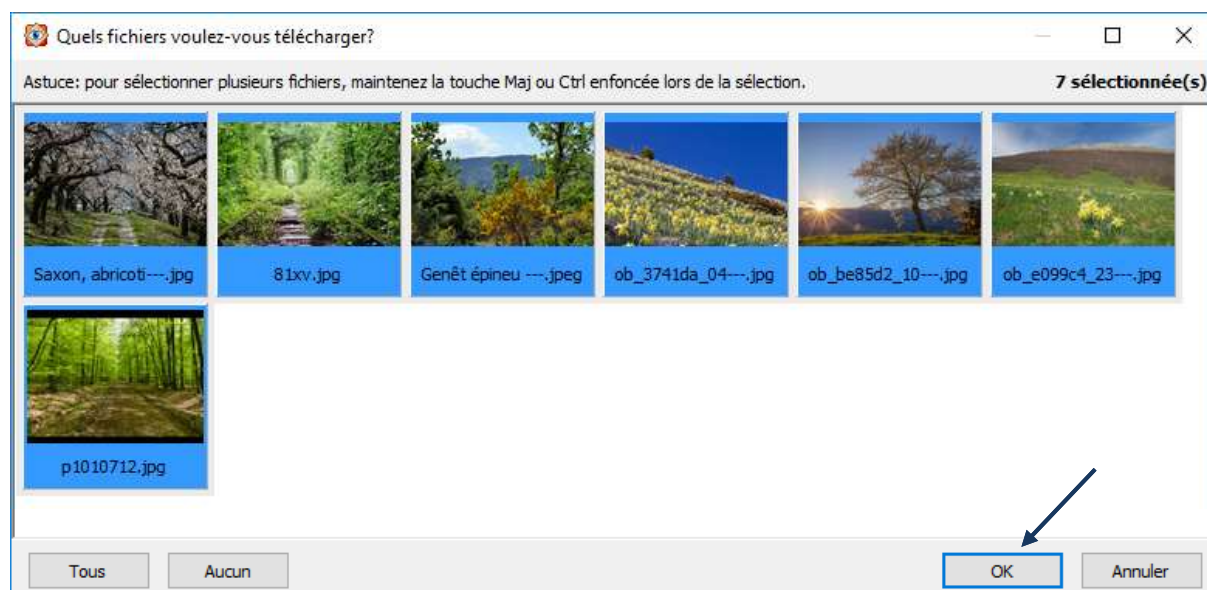 Quels fichiers voulez-vous télécharger?
Astuce: pour sélectionner plusieurs fichiers, maintenez la touche Maj ou Ctrl enfoncée lors de la sélection. 7 sélectionnée(s)
Saxon, abricoti---.jpg 81xv.jpg Genêt épineu ---.jpeg ob_3741da_04---.jpg ob_be85d2_10---.jpg ob_e099c4_23---.jpg
p1010712.jpg
Tous Aucun OK Annuler